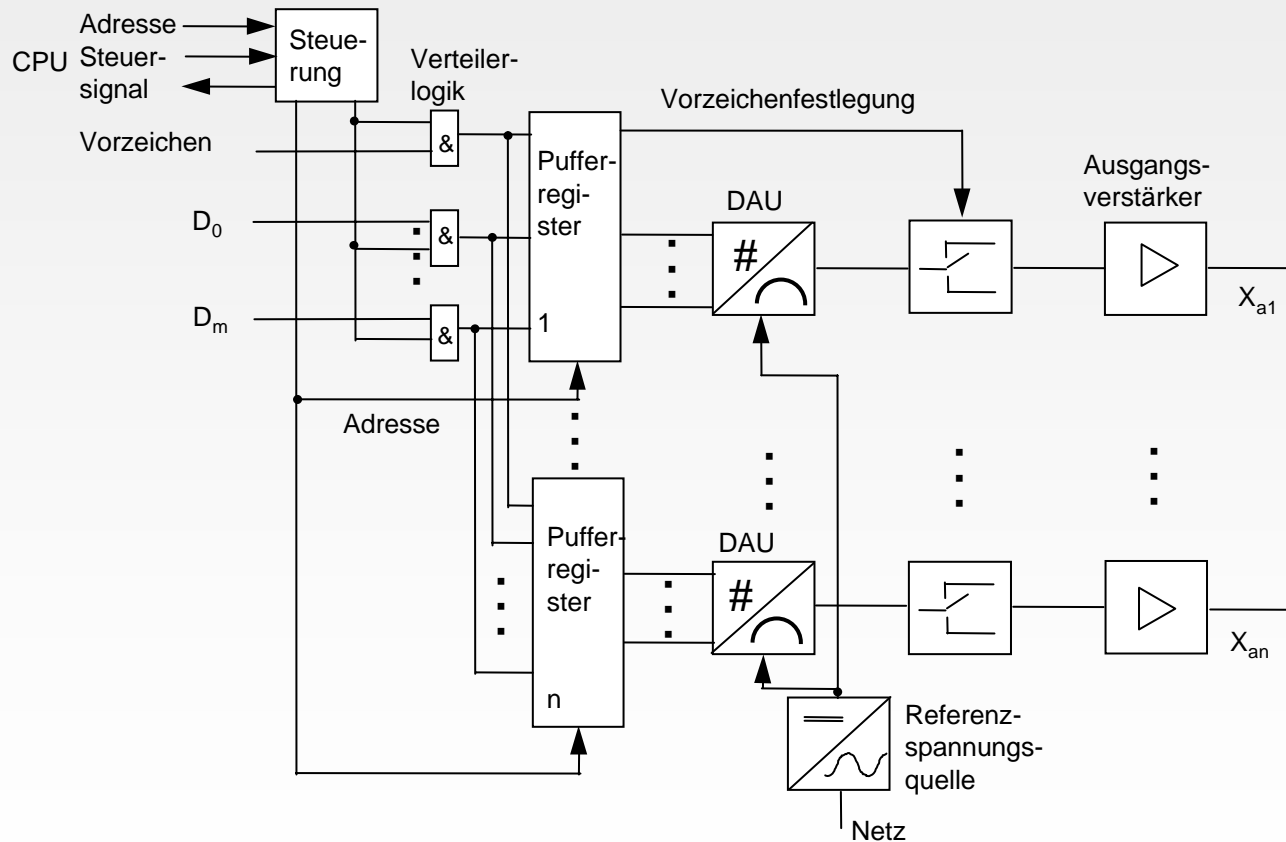 Adresse
CPU Steuer-
signal
Steue-
rung
Verteiler-
logik
Vorzeichen
&
D0
&
Dm
&
Puffer-
regi-
ster
1
Vorzeichenfestlegung
DAU
#
Ausgangs-
verstärker
Xa1
Adresse
Puffer-
regi-
ster
n
DAU
#
Xan
Referenz-
spannungs-
quelle
Netz